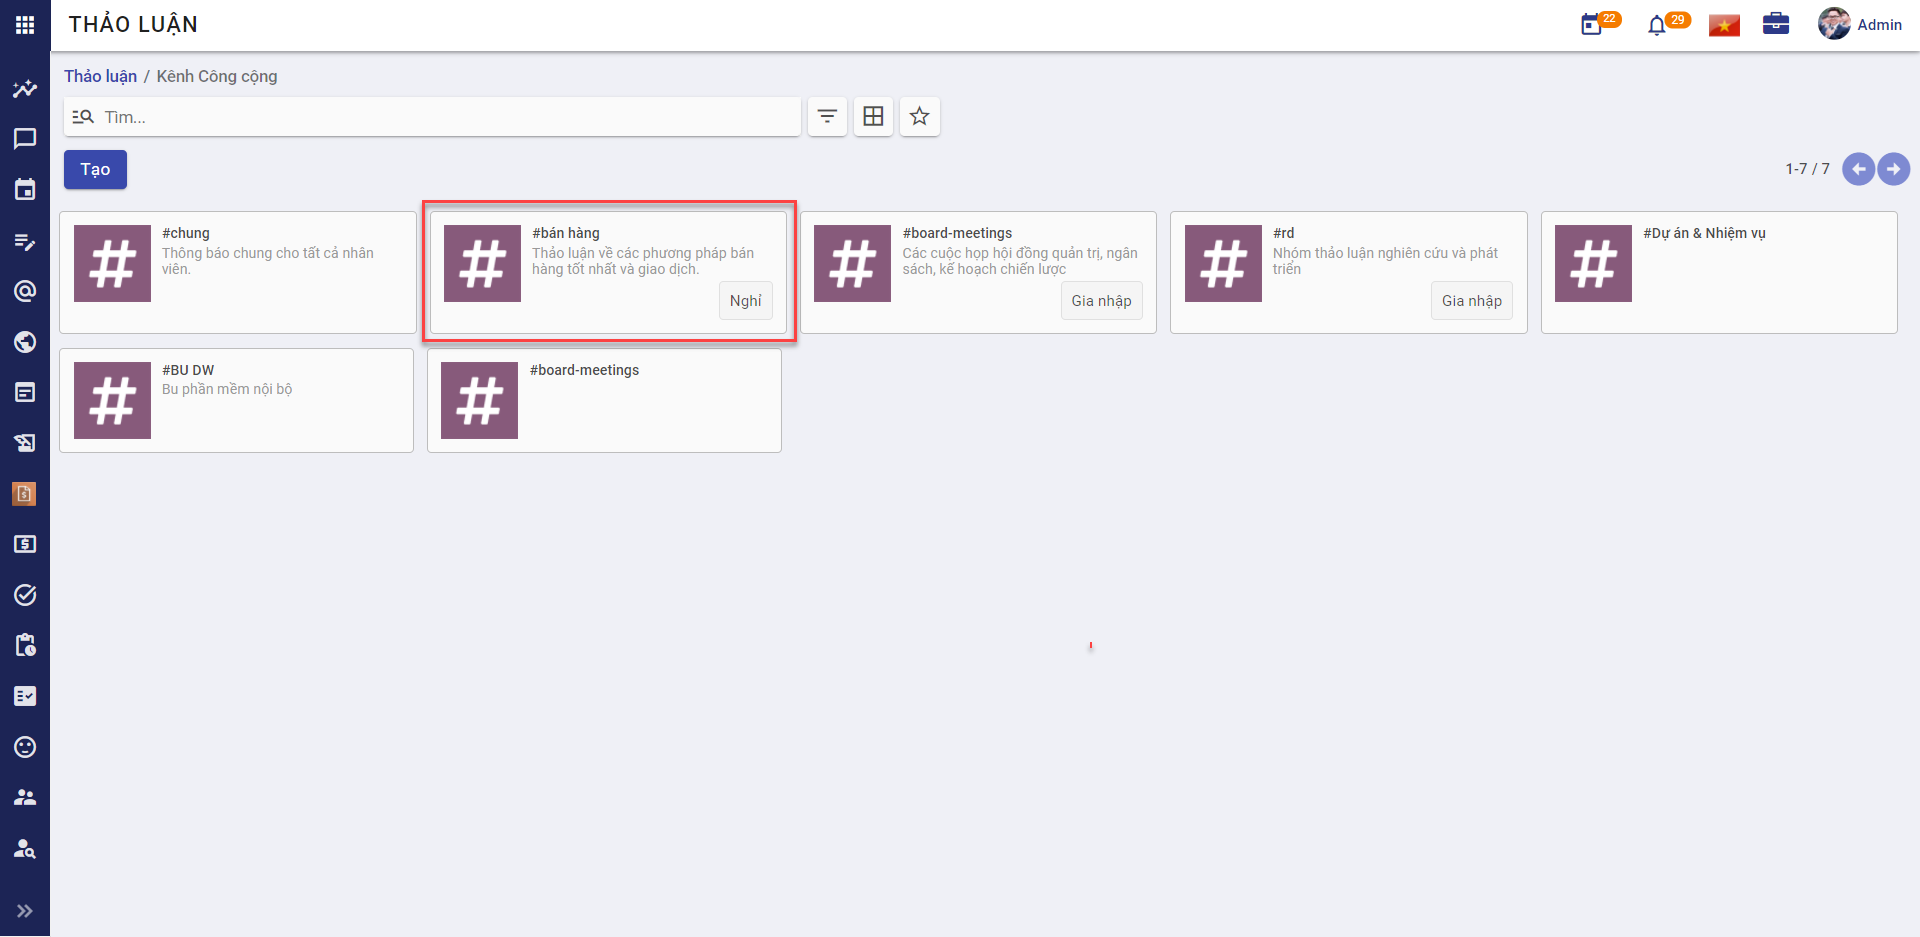 THẢO LUẬN
22
29
Admin
Thảo luận / Kênh Công cộng
Tìm...
Tạo
1-7 / 7
#chung
Thông báo chung cho tất cả nhân
viên.
#bán hàng
Thảo luận về các phương pháp bán
hàng tốt nhất và giao dịch.
Nghỉ
#board-meetings
Các cuộc họp hội đồng quản trị, ngân
sách, kế hoạch chiến lược
Gia nhập
#rd
Nhóm thảo luận nghiên cứu và phát
triển
Gia nhập
#Dự án & Nhiệm vụ
#BU DW
Bu phần mềm nội bộ
#board-meetings